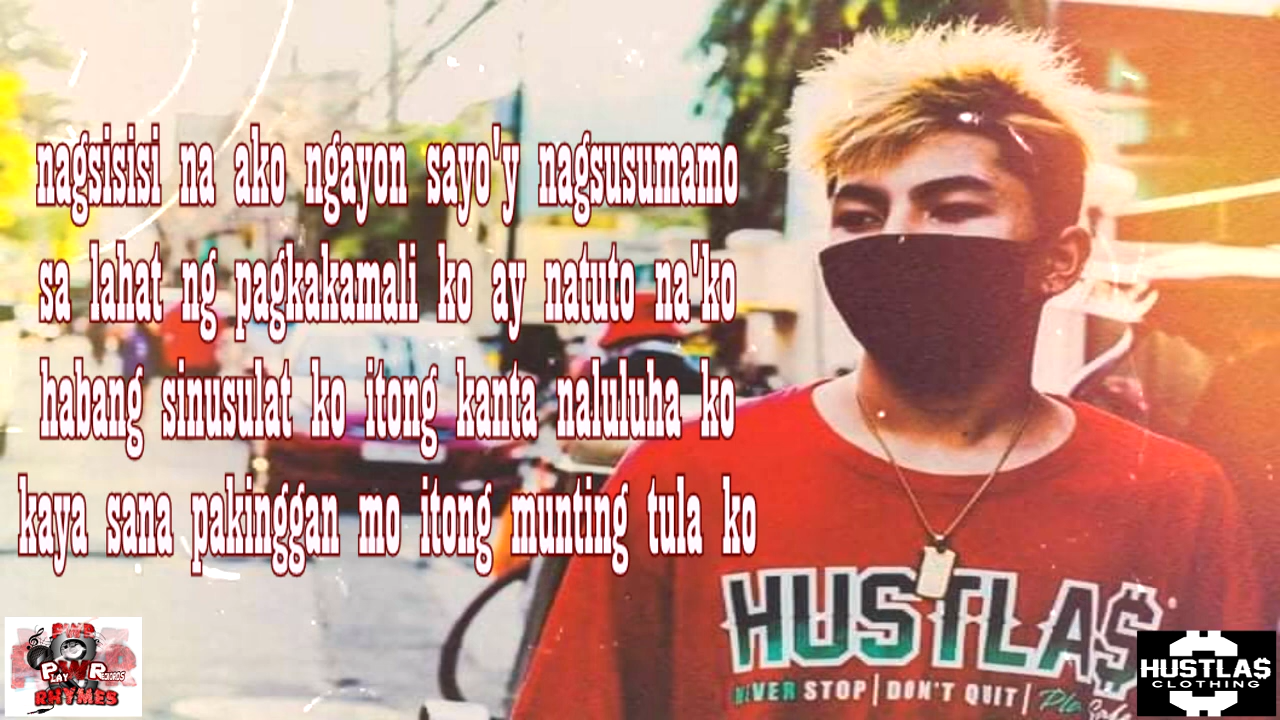 nagsisisi na ako ngayon sayo'y nagsusumamo
sa lahat ng pagkakamali ko ay natuto na'ko
habang sinusulat ko itong kanta naluluha ko
kaya sana pakinggan mo itong munting tula ko
HUSTLA$
NEVER STOP | DON'T QUIT |
PLAY RECORDS
RHYMES
HUSTLA$
CLOTHING